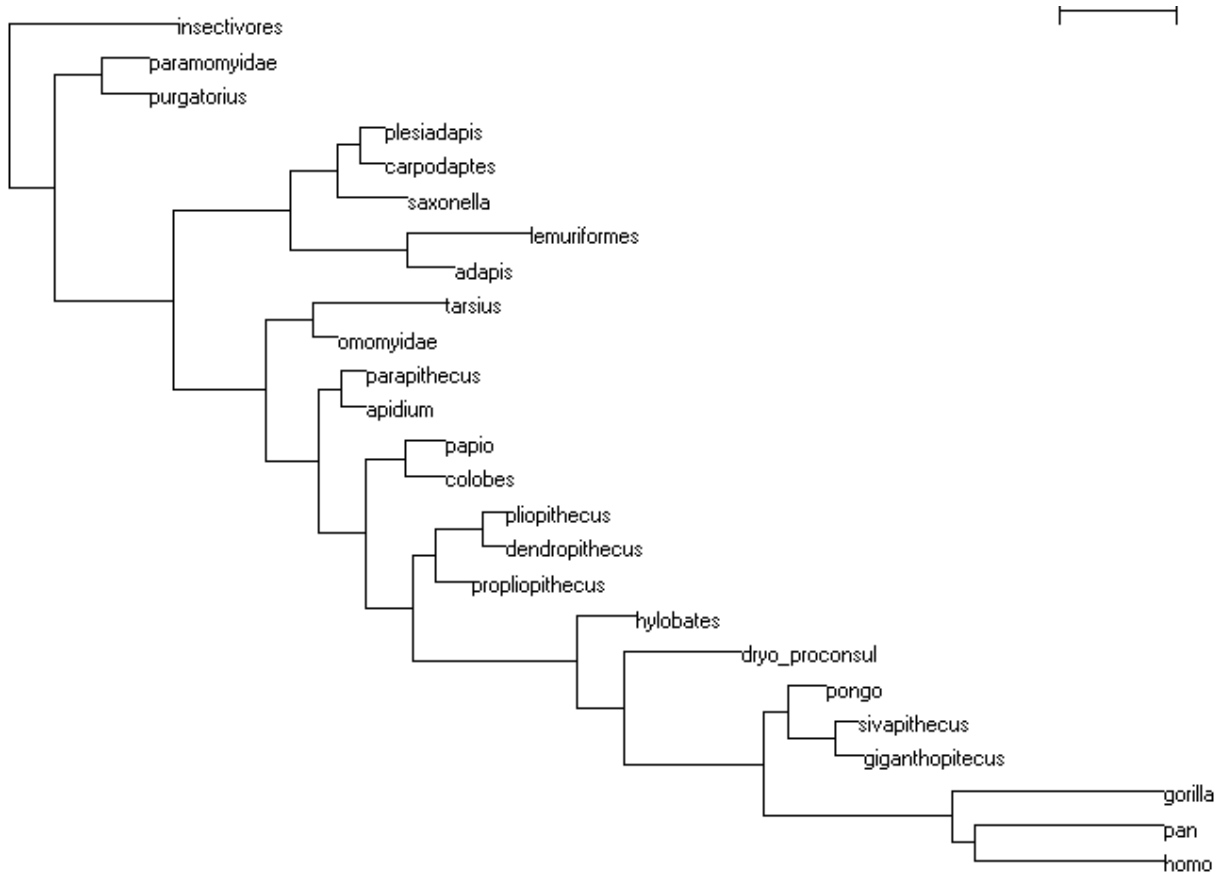 insectivores
paramomyidae
purgatorius
plesiadapis
carpodaptes
saxonella
lemuriformes
adapis
tarsius
omomyidae
parapithecus
apidium
papio
colobes
pliopithecus
dendropithecus
propliopithecus
hylobates
dryo_proconsul
pongo
sivapithecus
giganthopitecus
gorilla
pan
homo